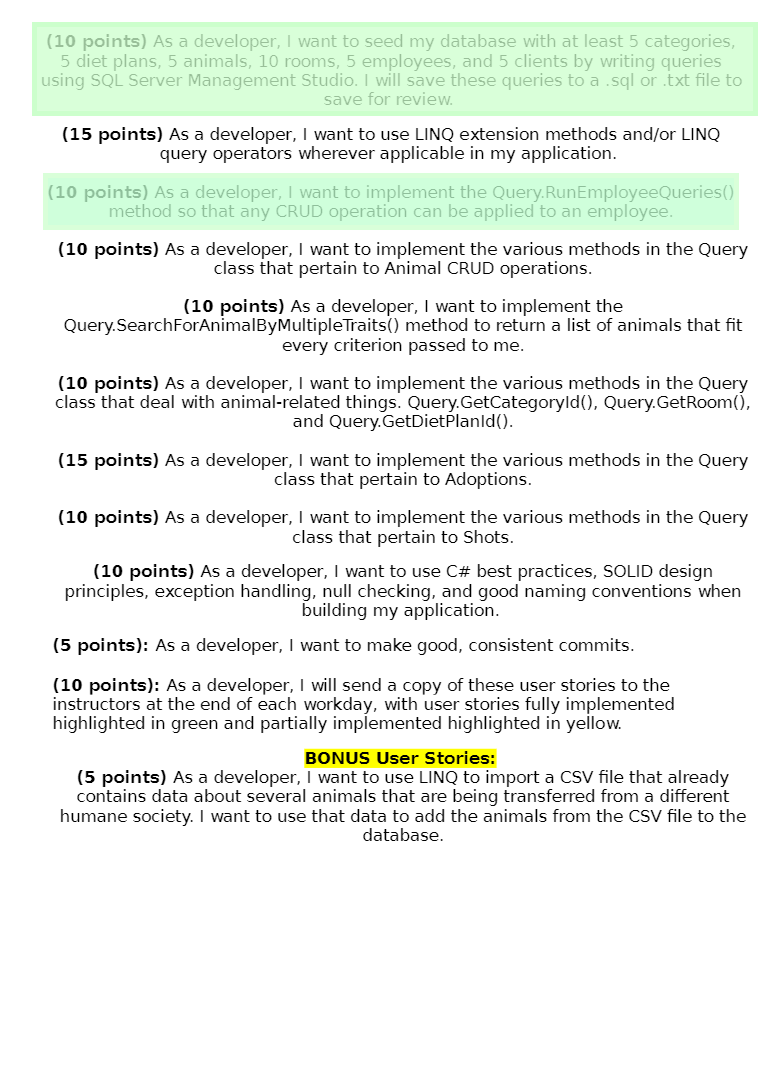 (10 points) As a developer, I want to seed my database with at least 5 categories,
5 diet plans, 5 animals, 10 rooms, 5 employees, and 5 clients by writing queries
using SQL Server Management Studio. I will save these queries to a .sql or .txt file to
save for review.
(15 points) As a developer, I want to use LINQ extension methods and/or LINQ
query operators wherever applicable in my application.
(10 points) As a developer, I want to implement the Query.RunEmployeeQueries()
method so that any CRUD operation can be applied to an employee.
(10 points) As a developer, I want to implement the various methods in the Query
class that pertain to Animal CRUD operations.
(10 points) As a developer, I want to implement the
Query.SearchForAnimalByMultipleTraits() method to return a list of animals that fit
every criterion passed to me.
(10 points) As a developer, I want to implement the various methods in the Query
class that deal with animal-related things. Query.GetCategoryId(), Query.GetRoom(),
and Query.GetDietPlanId().
(15 points) As a developer, I want to implement the various methods in the Query
class that pertain to Adoptions.
(10 points) As a developer, I want to implement the various methods in the Query
class that pertain to Shots.
(10 points) As a developer, I want to use C# best practices, SOLID design
principles, exception handling, null checking, and good naming conventions when
building my application.
(5 points): As a developer, I want to make good, consistent commits.
(10 points): As a developer, I will send a copy of these user stories to the
instructors at the end of each workday, with user stories fully implemented
highlighted in green and partially implemented highlighted in yellow.
BONUS User Stories:
(5 points) As a developer, I want to use LINQ to import a CSV file that already
contains data about several animals that are being transferred from a different
humane society. I want to use that data to add the animals from the CSV file to the
database.